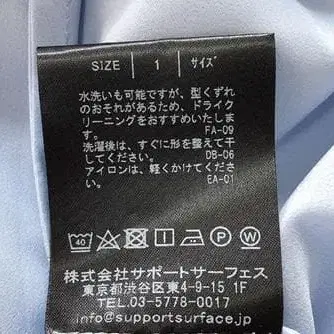 SIZE 1 サイズ
水洗いも可能ですが、型くずれ
のおそれがあるため、ドライク
リーニングをおすすめいたします。
FA-09
洗濯後は、すぐに形を整えて干
してください。
DB-06
アイロンは、軽くかけてください。
EA-01
40 P W
株式会社サポートサーフェス
東京都渋谷区東4-9-15 1F
TEL.03-5778-0017
info@supportsurface.jp